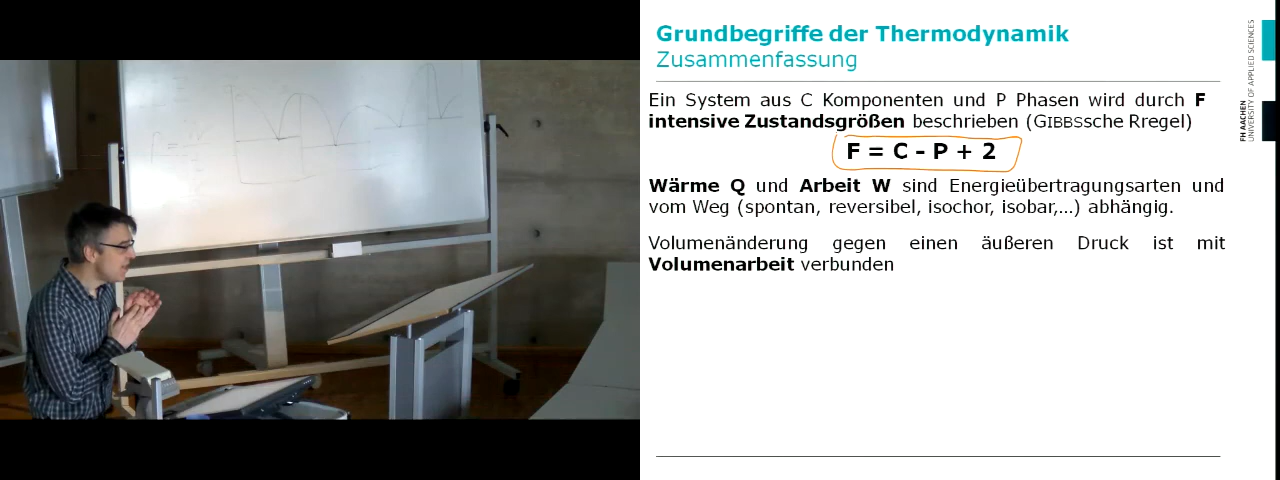 Grundbegriffe der Thermodynamik
Zusammenfassung
Ein System aus C Komponenten und P Phasen wird durch F
intensive Zustandsgrößen beschrieben (GIBBSsche Rregel)
F = C – P + 2
Wärme Q und Arbeit W sind Energieübertragungsarten und
vom Weg (spontan, reversibel, isochor, isobar,...) abhängig.
Volumenänderung gegen einen äußeren Druck ist mit
Volumenarbeit verbunden
FH AACHEN
UNIVERSITY OF APPLIED SCIENCES